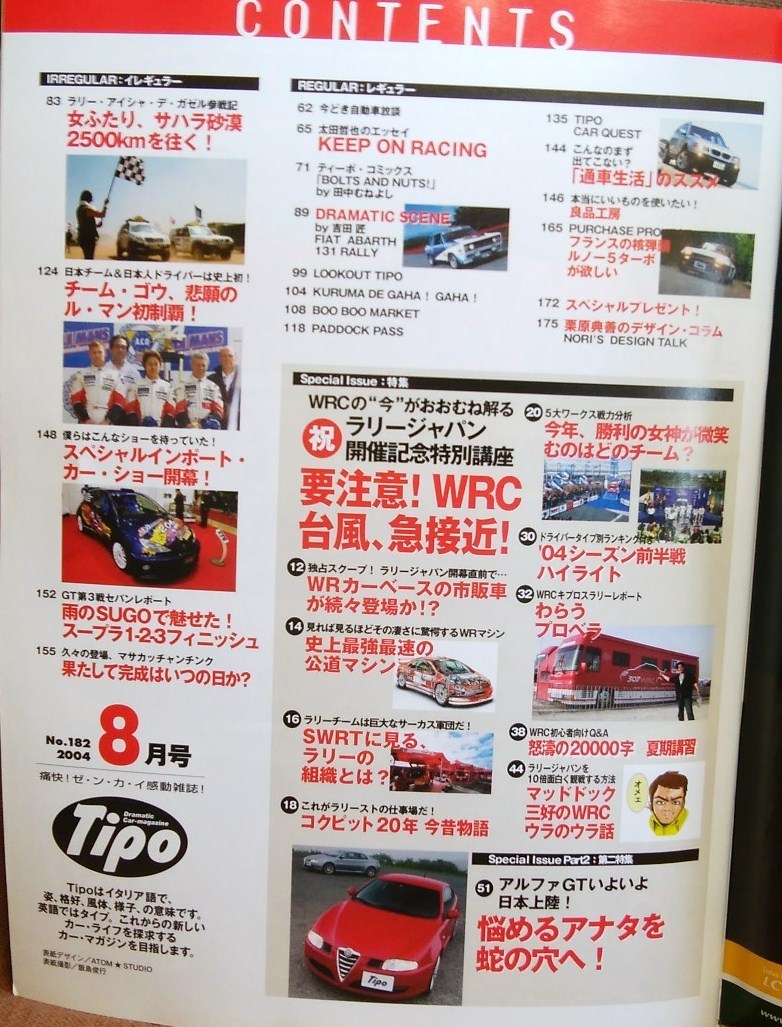 CONTENTS
IRREGULAR：イレギュラー
83 ラリー・アイシャ・デ・ガゼル参戦記
女ふたり、サハラ砂漠
2500kmを往く！
124 日本チーム＆日本人ドライバーは史上初！
チーム・ゴウ、悲願の
ル・マン初制覇！
148 僕らはこんなショーを待っていた！
スペシャルインポート・
カー・ショー開幕！
152 GT第3戦セパンレポート
雨のSUGOで魅せた！
スープラ1-2-3フィニッシュ
155 久々の登場、マサカッチャンチンク
果たして完成はいつの日か？
No.182
2004
8月号
痛快！ゼ・ン・カ・イ感動雑誌！
Dramatic
Car-magazine
Tipo
Tipoはイタリア語で、
姿、格好、風体、様子、の意味です。
英語ではタイプ。これからの新しい
カー・ライフを探求する
カー・マガジンを目指します。
表紙デザイン／ATOM★STUDIO
表紙撮影／飯島俊行
REGULAR：レギュラー
62 今どき自動車放談
65 太田哲也のエッセイ
KEEP ON RACING
71 ティーポ・コミックス
「BOLTS AND NUTS!」
by 田中むねよし
89 DRAMATIC SCENE
by 吉田 匠
FIAT ABARTH
131 RALLY
99 LOOKOUT TIPO
104 KURUMA DE GAHA！ GAHA！
108 BOO BOO MARKET
118 PADDOCK PASS
135 TIPO
CAR QUEST
144 こんなのまず
出てこない？
「通車生活」のススメ
146 本当にいいものを使いたい！
良品工房
165 PURCHASE PRO
フランスの核弾頭
ルノー5ターボ
が欲しい
172 スペシャルプレゼント！
175 栗原典善のデザイン・コラム
NORI'S DESIGN TALK
Special Issue：特集
WRCの“今”がおおむね解る
祝 ラリージャパン
開催記念特別講座
要注意！WRC
台風、急接近！
12 独占スクープ！ ラリージャパン開幕直前で…
WRカーベースの市販車
が続々登場か!?
14 見れば見るほどその凄さに驚愕するWRマシン
史上最強最速の
公道マシン
16 ラリーチームは巨大なサーカス軍団だ！
SWRTに見る、
ラリーの
組織とは？
18 これがラリーストの仕事場だ！
コクピット20年 今昔物語
20 5大ワークス戦力分析
今年、勝利の女神が微笑
むのはどのチーム？
30 ドライバータイプ別ランキング付き
'04シーズン前半戦
ハイライト
32 WRCキプロスラリーレポート
わらう
プロペラ
307 WRC
38 WRC初心者向けQ&A
怒濤の20000字 夏期講習
44 ラリージャパンを
10倍面白く観戦する方法
マッドドック
三好のWRC
ウラのウラ話
オメェ
Special Issue Part2：第二特集
51 アルファGTいよいよ
日本上陸！
悩めるアナタを
蛇の穴へ！
Tipo